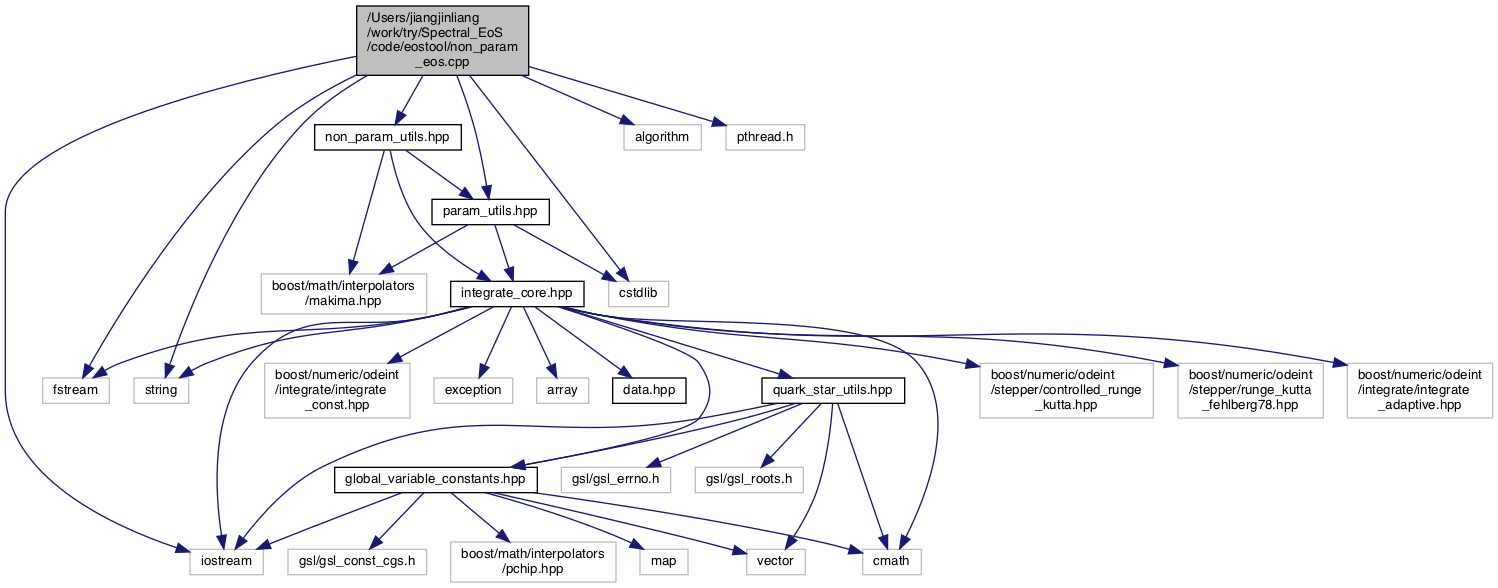 /Users/jiangjinliang
/work/try/Spectral_EoS
/code/eostool/non_param
_eos.cpp
non_param_utils.hpp
algorithm
pthread.h
param_utils.hpp
boost/math/interpolators
/makima.hpp
integrate_core.hpp
cstdlib
fstream
string
boost/numeric/odeint
/integrate/integrate
_const.hpp
exception
array
data.hpp
quark_star_utils.hpp
boost/numeric/odeint
/stepper/controlled_runge
_kutta.hpp
boost/numeric/odeint
/stepper/runge_kutta
_fehlberg78.hpp
boost/numeric/odeint
/integrate/integrate
_adaptive.hpp
global_variable_constants.hpp
gsl/gsl_errno.h
gsl/gsl_roots.h
iostream
gsl/gsl_const_cgs.h
boost/math/interpolators
/pchip.hpp
map
vector
cmath